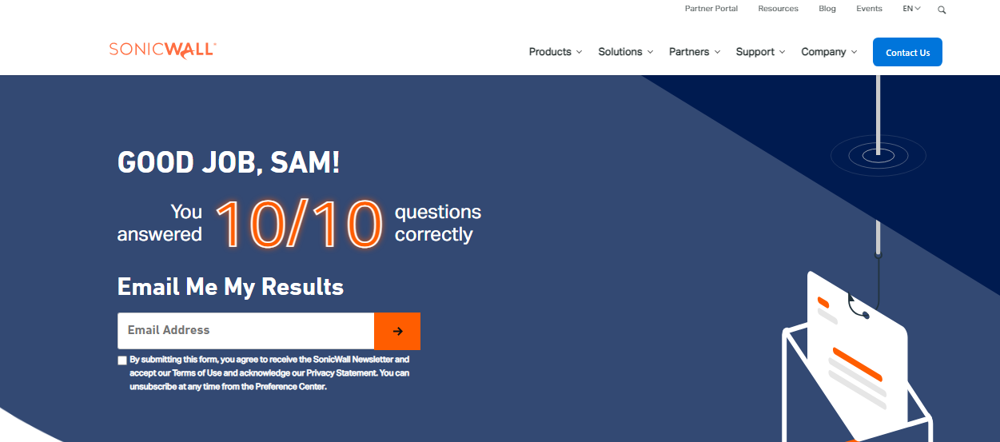 Partner Portal Resources Blog Events EN
SONICWALL®
Products Solutions Partners Support Company Contact Us
GOOD JOB, SAM!
You answered 10/10 questions correctly
Email Me My Results
Email Address
By submitting this form, you agree to receive the SonicWall Newsletter and
accept our Terms of Use and acknowledge our Privacy Statement. You can
unsubscribe at any time from the Preference Center.